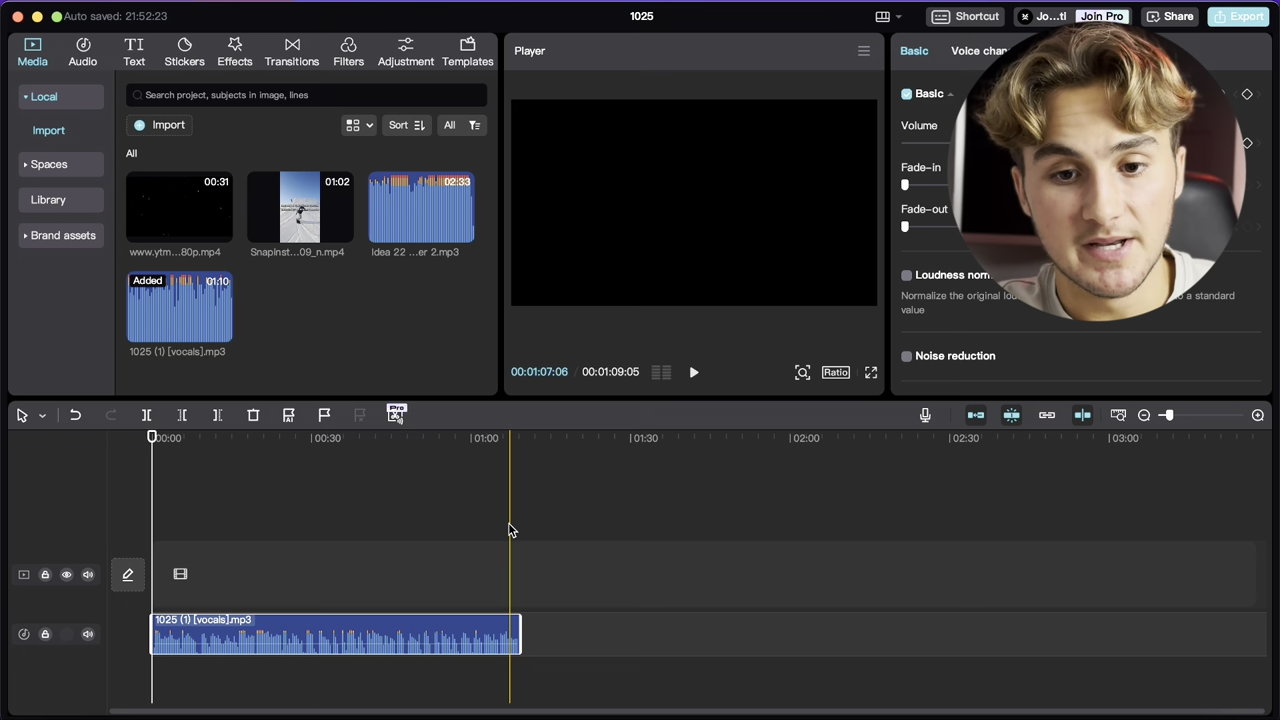 Auto saved: 21:52:23
1025
Shortcut
Jo...ti
Join Pro
Share
Export
Media
Audio
Text
Stickers
Effects
Transitions
Filters
Adjustment
Templates
Local
Import
Spaces
Library
Brand assets
Search project, subjects in image, lines
Import
Sort
All
All
00:31
www.ytm...80p.mp4
01:02
Snapinst...09_n.mp4
02:33
Idea 22 ...er 2.mp3
Added
01:10
1025 (1) [vocals].mp3
Player
00:01:07:06 / 00:01:09:05
Ratio
Basic
Voice chan
Basic
Volume
Fade-in
Fade-out
Loudness norm
Normalize the original lou
o a standard
value
Noise reduction
Pro
00:00
00:30
01:00
01:30
02:00
02:30
03:00
1025 (1) [vocals].mp3